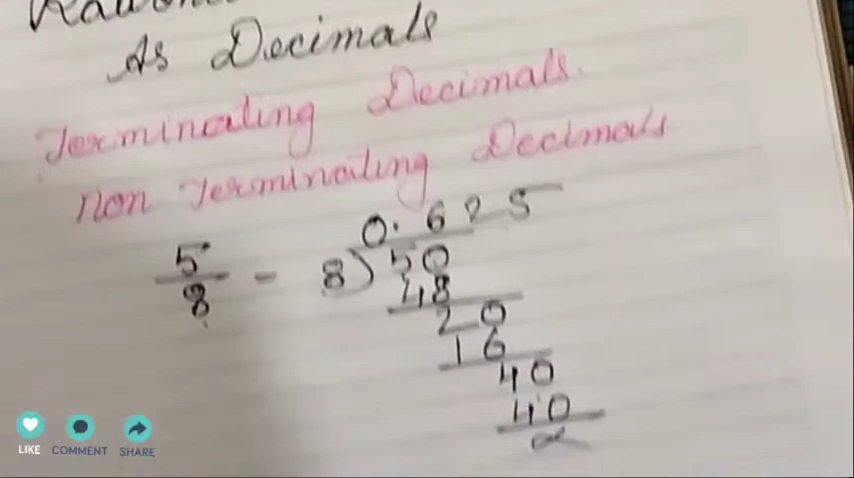 As Decimals
Terminating Decimals.
Non Terminating Decimals
0.625
5/8 - 8) 50
48
20
16
40
40
LIKE COMMENT SHARE